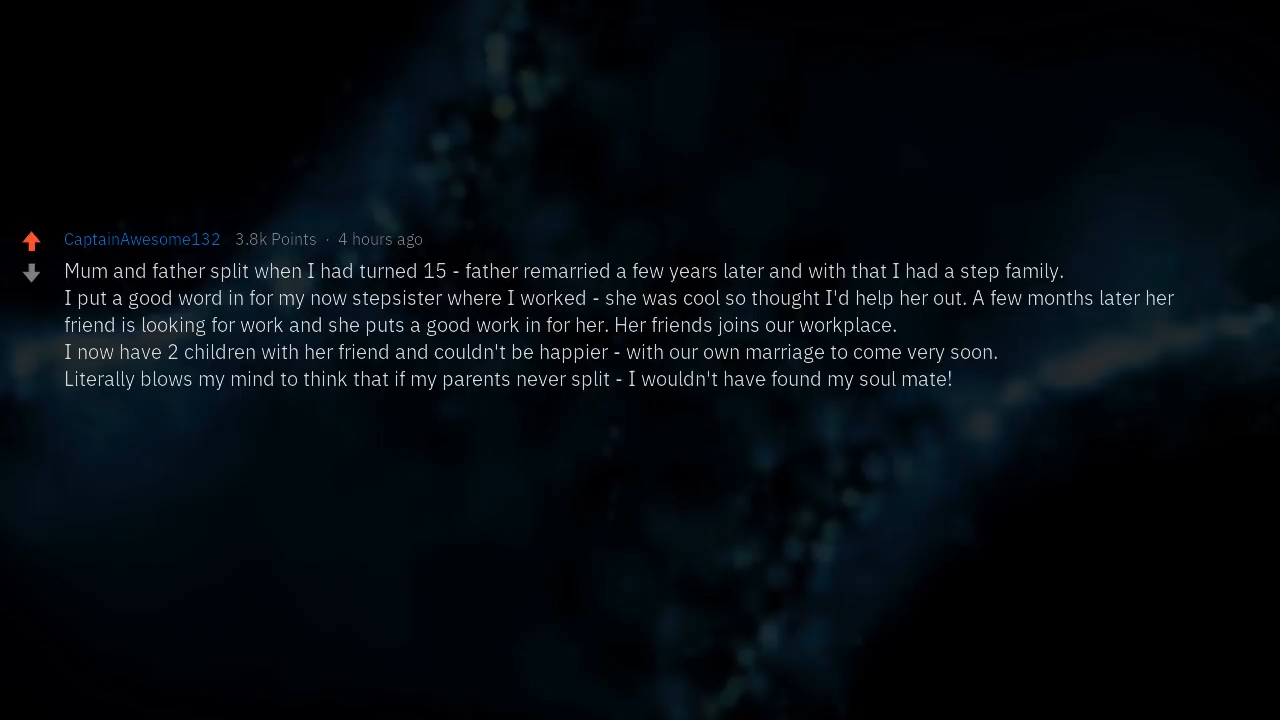 CaptainAwesome132 3.8k Points · 4 hours ago
Mum and father split when I had turned 15 - father remarried a few years later and with that I had a step family.
I put a good word in for my now stepsister where I worked - she was cool so thought I'd help her out. A few months later her
friend is looking for work and she puts a good work in for her. Her friends joins our workplace.
I now have 2 children with her friend and couldn't be happier - with our own marriage to come very soon.
Literally blows my mind to think that if my parents never split - I wouldn't have found my soul mate!